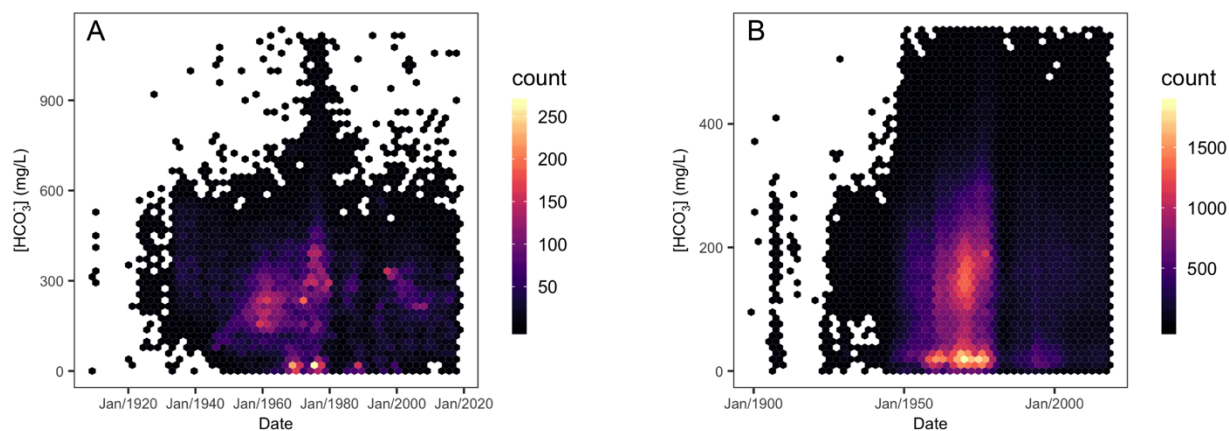 A
count
250
200
150
100
50
900
600
300
0
[HCO₃⁻] (mg/L)
Jan/1920 Jan/1940 Jan/1960 Jan/1980 Jan/2000 Jan/2020
Date
B
count
1500
1000
500
400
200
0
[HCO₃⁻] (mg/L)
Jan/1900 Jan/1950 Jan/2000
Date